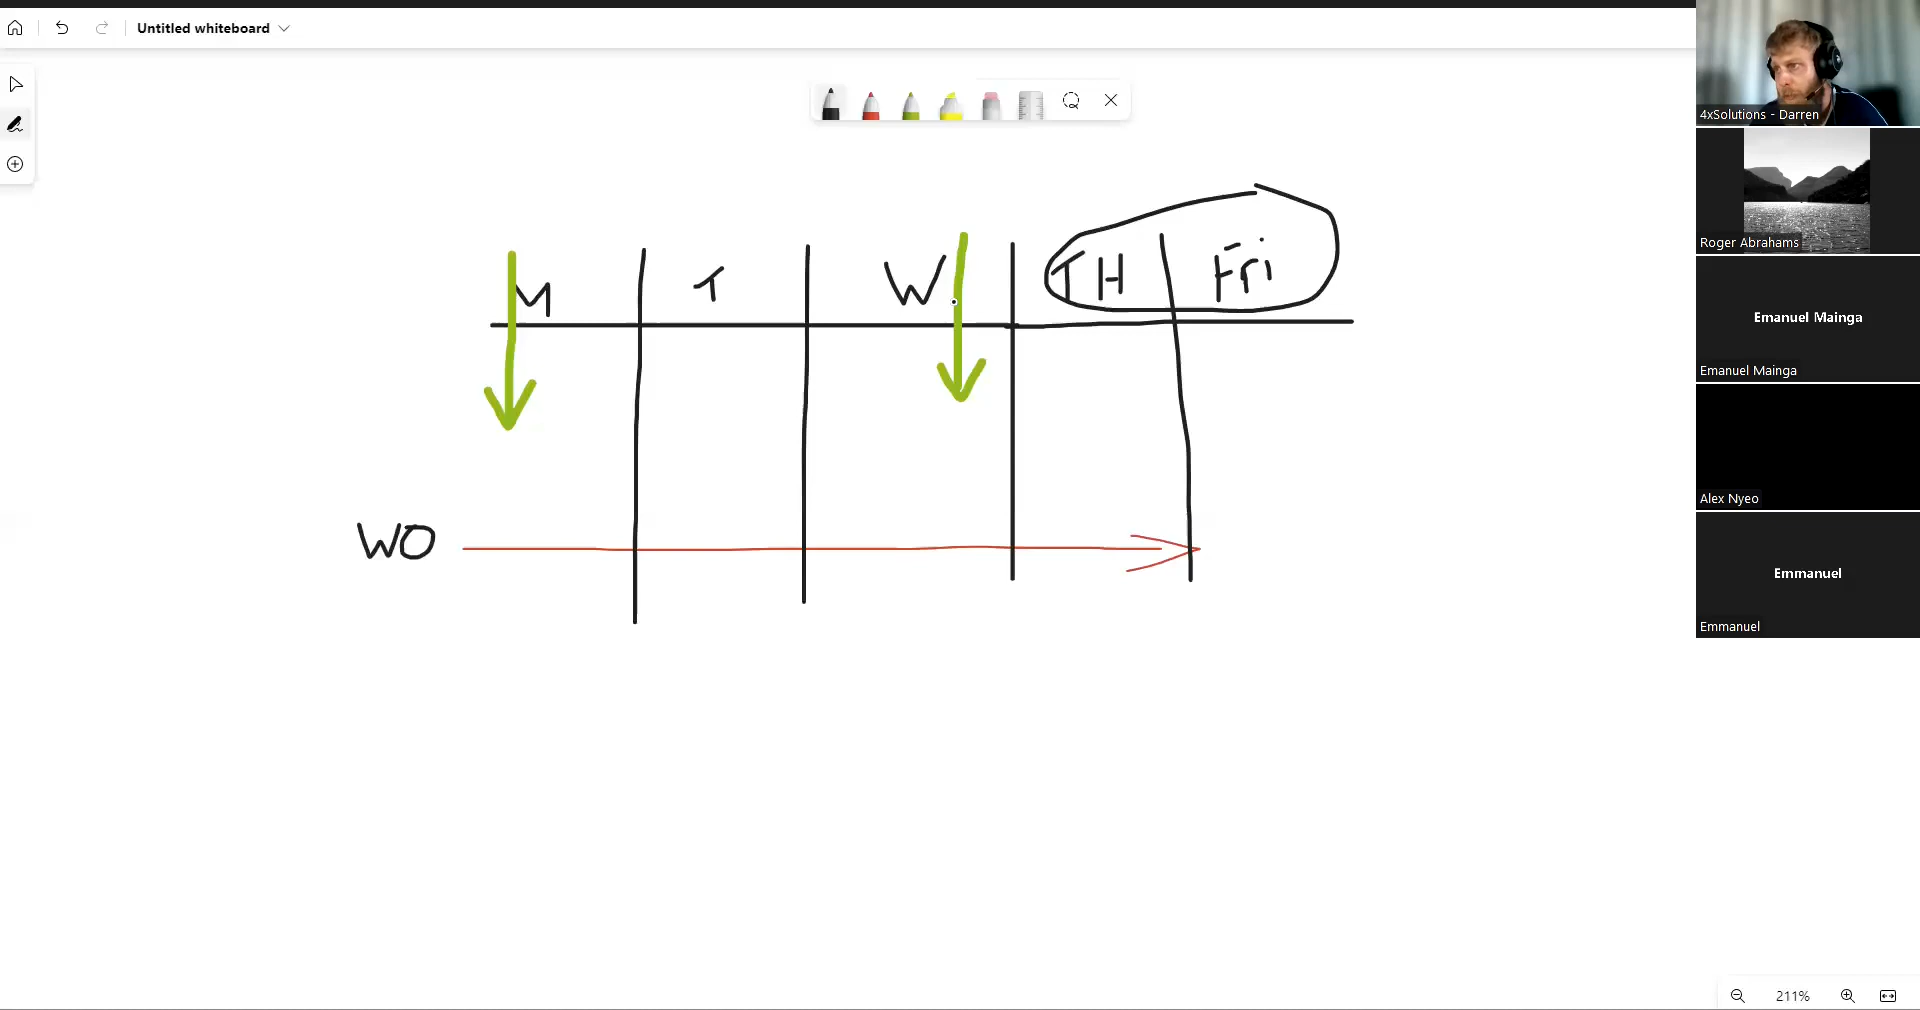 Untitled whiteboard
4xSolutions - Darren
Roger Abrahams
Emanuel Mainga
Emanuel Mainga
Alex Nyeo
Emmanuel
Emmanuel
M T W TH Fri
WO
211%